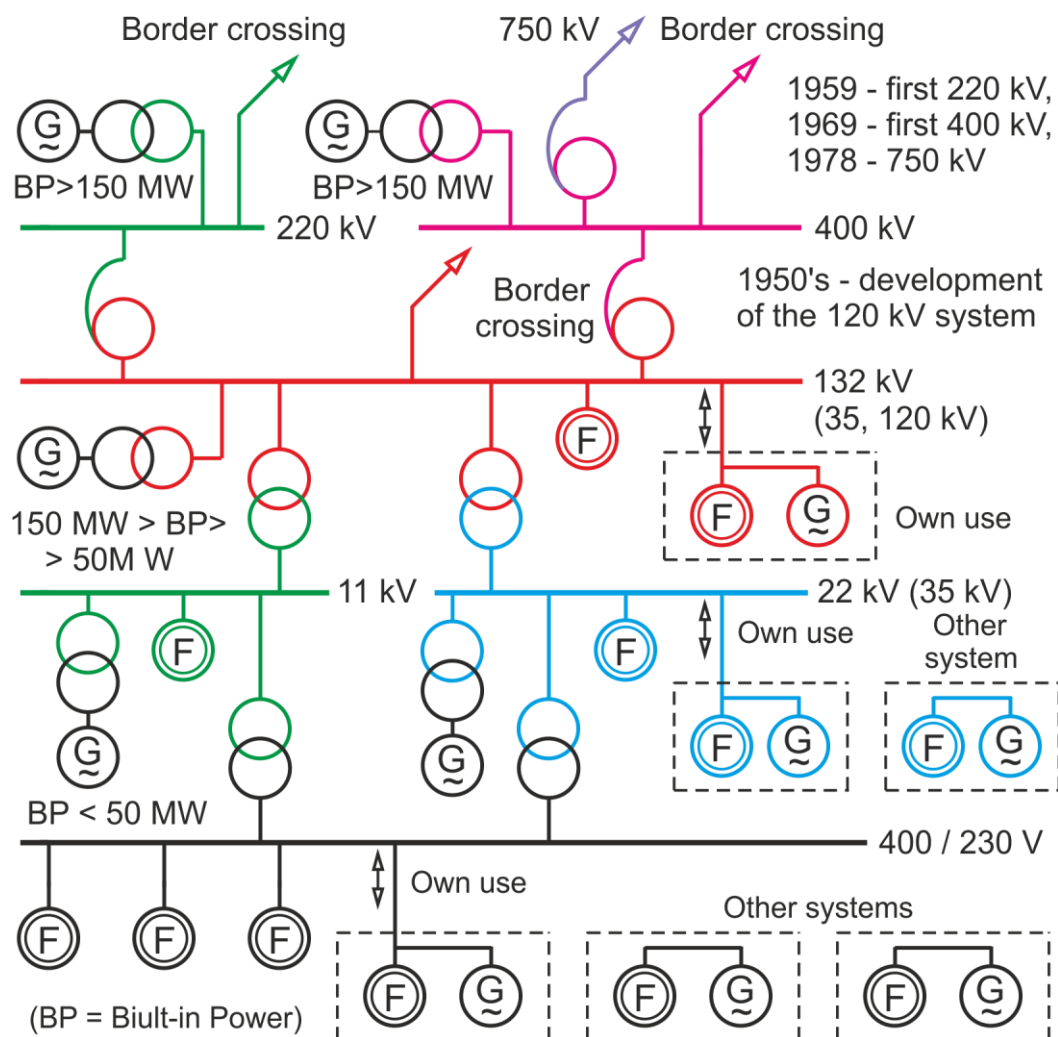 Border crossing
750 kV
Border crossing
1959 - first 220 kV,
1969 - first 400 kV,
1978 - 750 kV
G
~
G
~
BP>150 MW
BP>150 MW
220 kV
400 kV
Border
crossing
1950's - development
of the 120 kV system
132 kV
(35, 120 kV)
F
G
~
150 MW > BP>
> 50M W
F
G
~
Own use
11 kV
22 kV (35 kV)
F
F
Own use
Other
system
G
~
G
~
F
G
~
F
G
~
BP < 50 MW
400 / 230 V
Own use
Other systems
F
F
F
F
G
~
F
G
~
F
G
~
(BP = Biult-in Power)